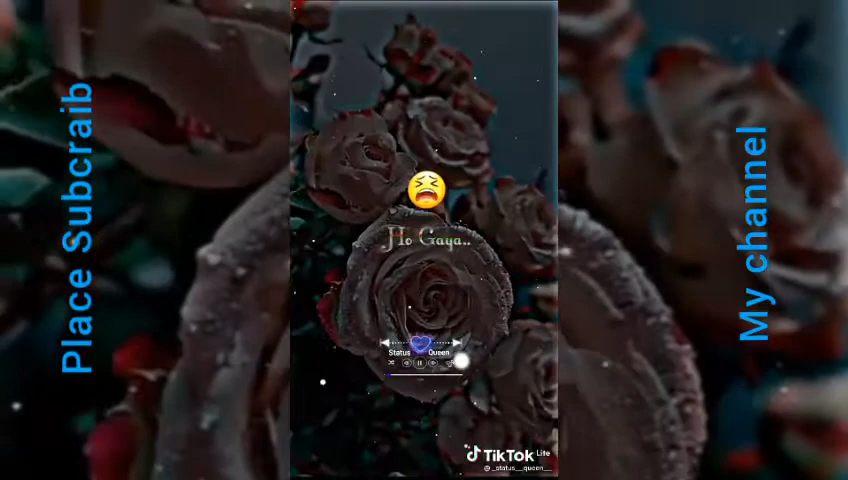 Place Subcraib
My channel
Ho Gaya..
Status Queen
TikTok Lite
@_status__queen__